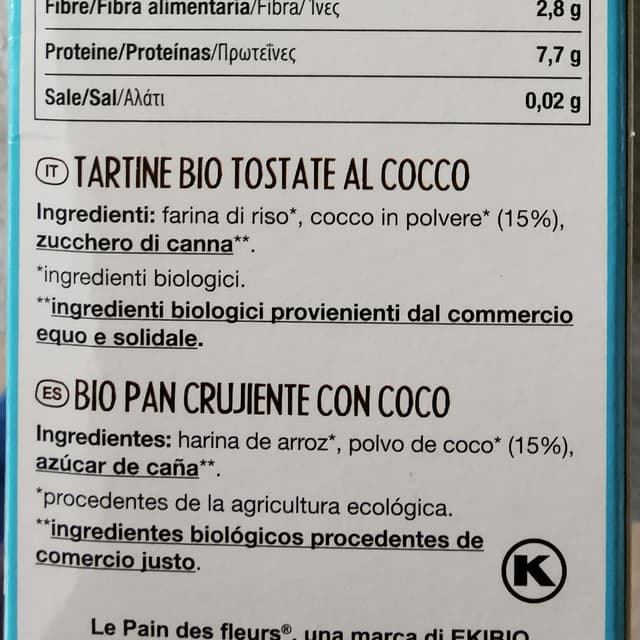 Fibre/Fibra alimentaria/Fibra/Ίνες 2,8 g
Proteine/Proteínas/Πρωτεΐνες 7,7 g
Sale/Sal/Αλάτι 0,02 g
IT TARTINE BIO TOSTATE AL COCCO
Ingredienti: farina di riso*, cocco in polvere* (15%),
zucchero di canna**.
*ingredienti biologici.
**ingredienti biologici provienienti dal commercio
equo e solidale.
ES BIO PAN CRUJIENTE CON COCO
Ingredientes: harina de arroz*, polvo de coco* (15%),
azúcar de caña**.
*procedentes de la agricultura ecológica.
**ingredientes biológicos procedentes de
comercio justo.
K
Le Pain des fleurs®, una marca di EKIBIO